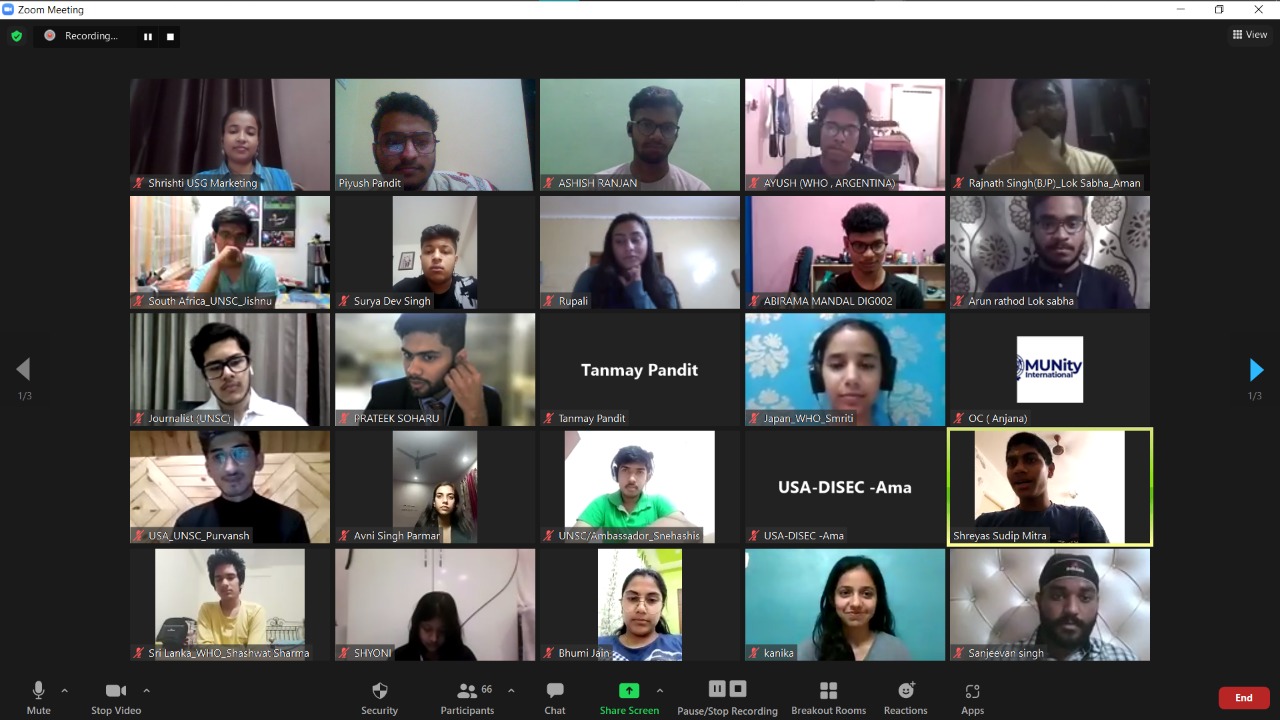 Zoom Meeting
Recording...
View
Shrishti USG Marketing
Piyush Pandit
ASHISH RANJAN
AYUSH (WHO , ARGENTINA)
Rajnath Singh(BJP)_Lok Sabha_Aman
South Africa_UNSC_Jishnu
Surya Dev Singh
Rupali
ABIRAMA MANDAL DIG002
Arun rathod Lok sabha
1/3
1/3
Journalist (UNSC)
PRATEEK SOHARU
Tanmay Pandit
Tanmay Pandit
Japan_WHO_Smriti
MUNity
International
OC ( Anjana)
USA_UNSC_Purvansh
Avni Singh Parmar
UNSC/Ambassador_Snehashis
USA-DISEC -Ama
USA-DISEC -Ama
Shreyas Sudip Mitra
Sri Lanka_WHO_Shashwat Sharma
SHYONI
Bhumi Jain
kanika
Sanjeevan singh
Mute
Stop Video
Security
66
Participants
Chat
Share Screen
Pause/Stop Recording
Breakout Rooms
Reactions
Apps
End